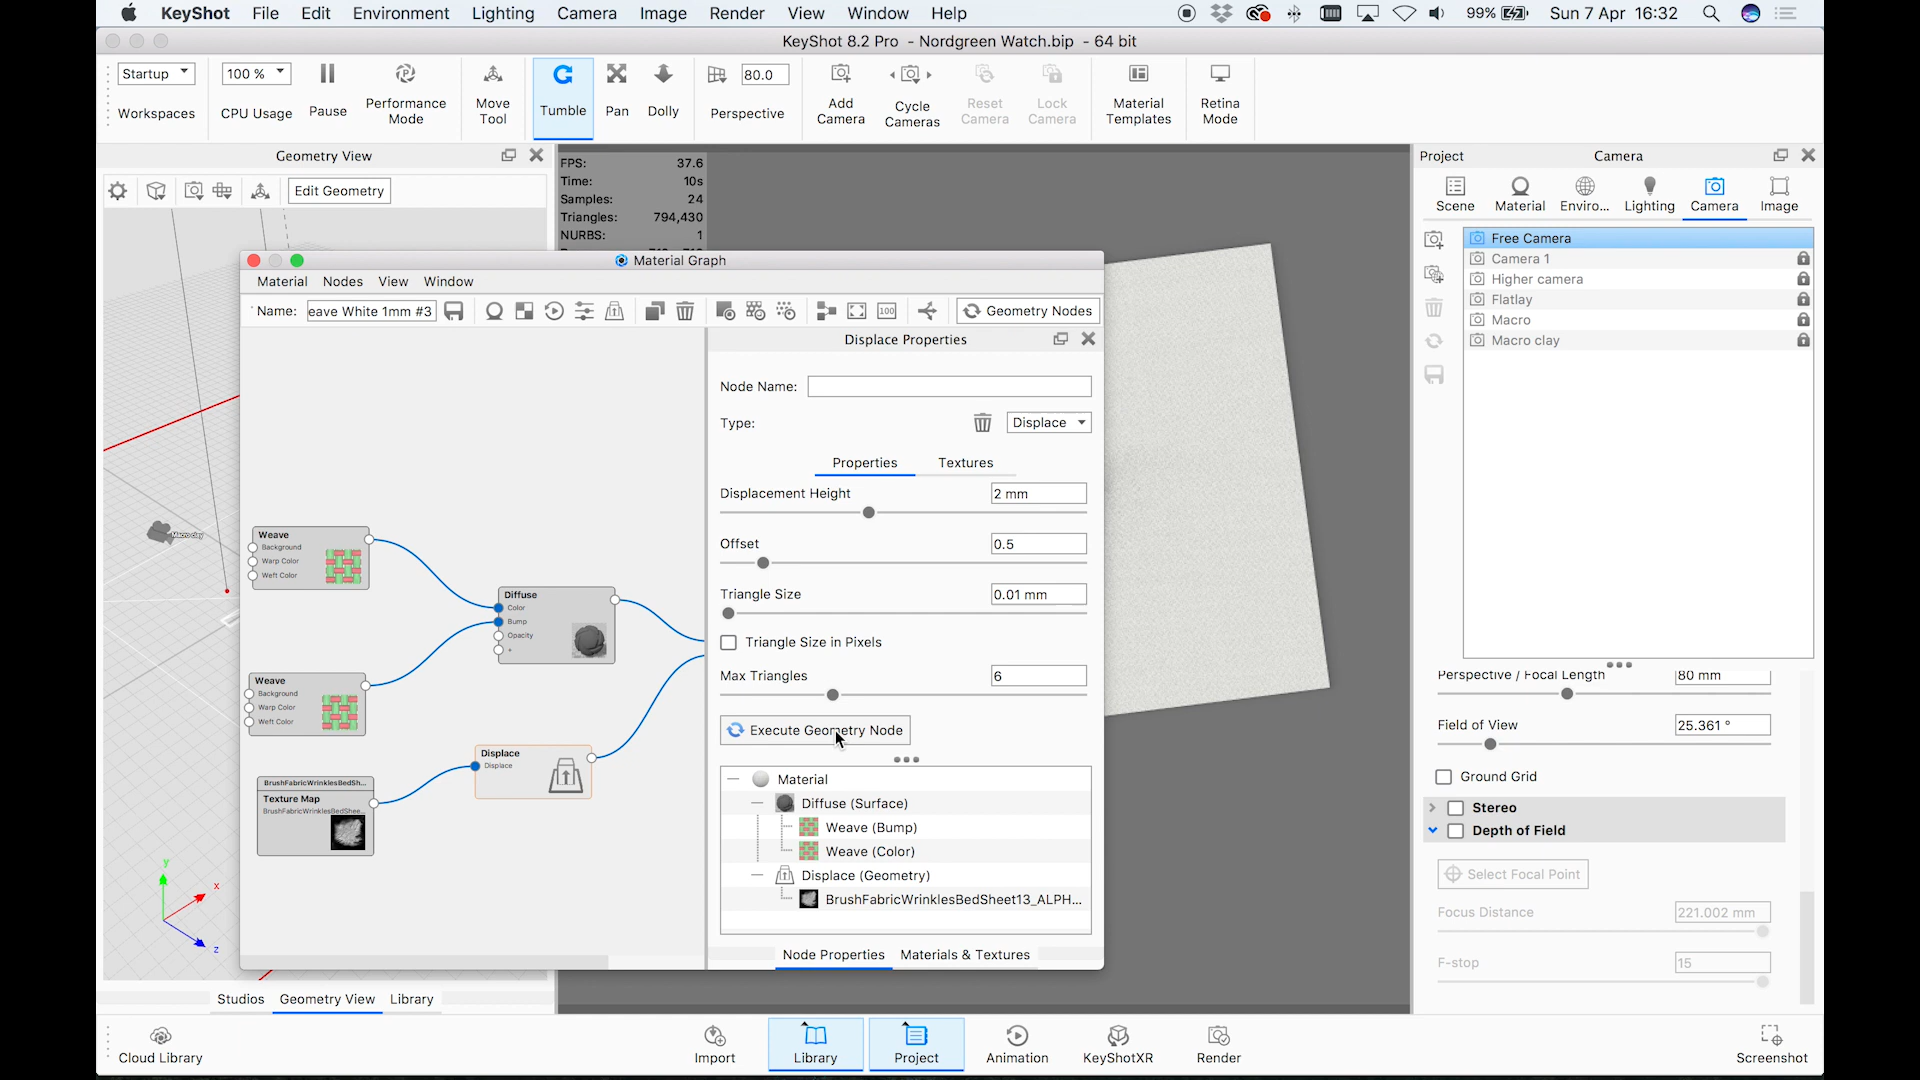 KeyShot File Edit Environment Lighting Camera Image Render View Window Help 99% Sun 7 Apr 16:32
KeyShot 8.2 Pro - Nordgreen Watch.bip - 64 bit
Startup 100 % 80.0
Workspaces CPU Usage Pause Performance Mode Move Tool Tumble Pan Dolly Perspective Add Camera Cycle Cameras Reset Camera Lock Camera Material Templates Retina Mode
Geometry View
Edit Geometry
FPS: 37.6
Time: 10s
Samples: 24
Triangles: 794,430
NURBS: 1
Macro clay
y
x
z
Material Graph
Material Nodes View Window
Name: eave White 1mm #3 100 Geometry Nodes
Weave
Background
Warp Color
Weft Color
Weave
Background
Warp Color
Weft Color
BrushFabricWrinklesBedSh...
Texture Map
BrushFabricWrinklesBedShee...
Diffuse
Color
Bump
Opacity
+
Displace
Displace
Displace Properties
Node Name:
Type: Displace
Properties Textures
Displacement Height 2 mm
Offset 0.5
Triangle Size 0.01 mm
Triangle Size in Pixels
Max Triangles 6
Execute Geometry Node
Material
Diffuse (Surface)
Weave (Bump)
Weave (Color)
Displace (Geometry)
BrushFabricWrinklesBedSheet13_ALPH...
Node Properties Materials & Textures
Project Camera
Scene Material Enviro... Lighting Camera Image
Free Camera
Camera 1
Higher camera
Flatlay
Macro
Macro clay
Perspective / Focal Length 80 mm
Field of View 25.361 °
Ground Grid
Stereo
Depth of Field
Select Focal Point
Focus Distance 221.002 mm
F-stop 15
Studios Geometry View Library
Cloud Library Import Library Project Animation KeyShotXR Render Screenshot